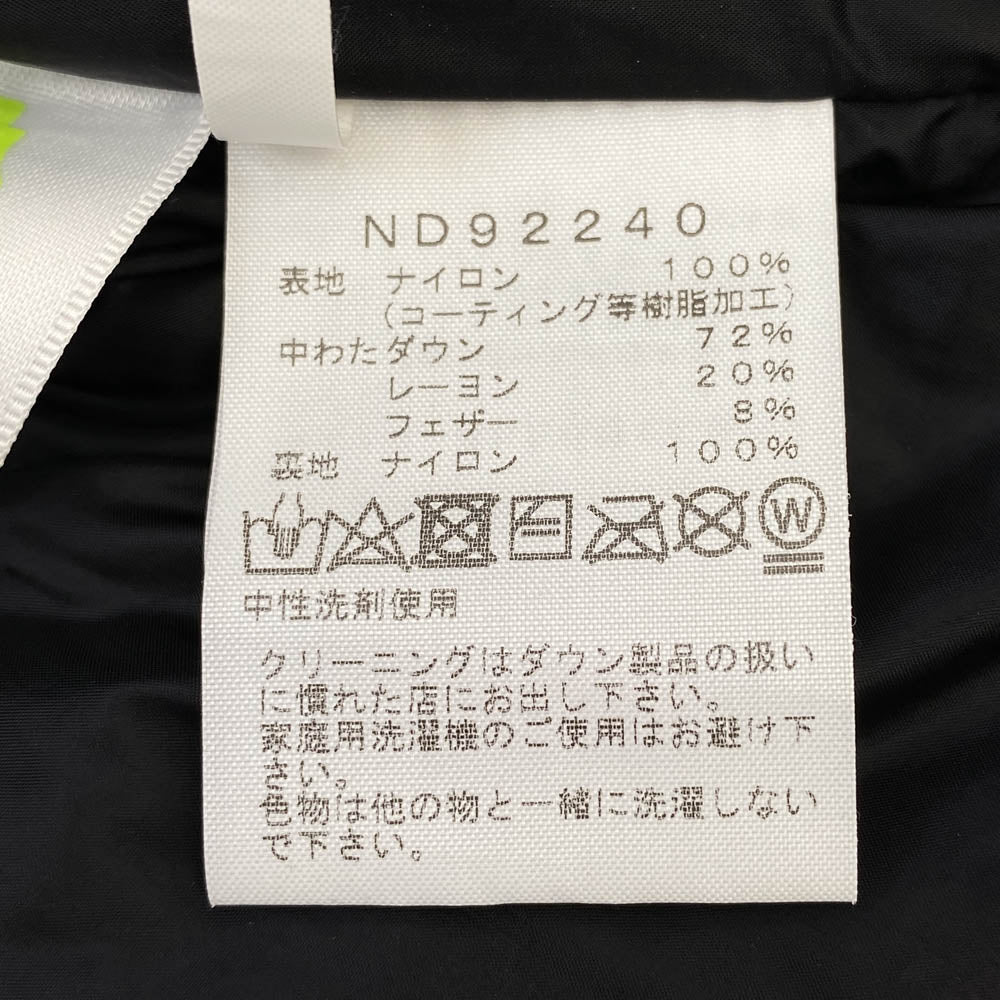 ND92240
表地 ナイロン 100%
(コーティング等樹脂加工)
中わた ダウン 72%
レーヨン 20%
フェザー 8%
裏地 ナイロン 100%
W
中性洗剤使用
クリーニングはダウン製品の扱い
に慣れた店にお出し下さい。
家庭用洗濯機のご使用はお避け下
さい。
色物は他の物と一緒に洗濯しない
で下さい。